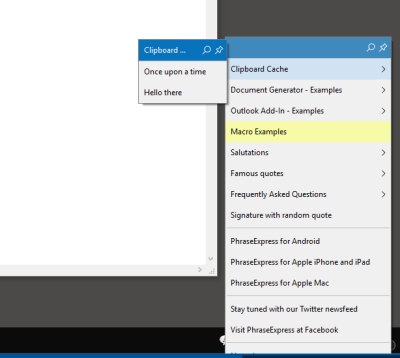 Clipboard ...
Once upon a time
Hello there
Clipboard Cache
Document Generator - Examples
Outlook Add-In - Examples
Macro Examples
Salutations
Famous quotes
Frequently Asked Questions
Signature with random quote
PhraseExpress for Android
PhraseExpress for Apple iPhone and iPad
PhraseExpress for Apple Mac
Stay tuned with our Twitter newsfeed
Visit PhraseExpress at Facebook